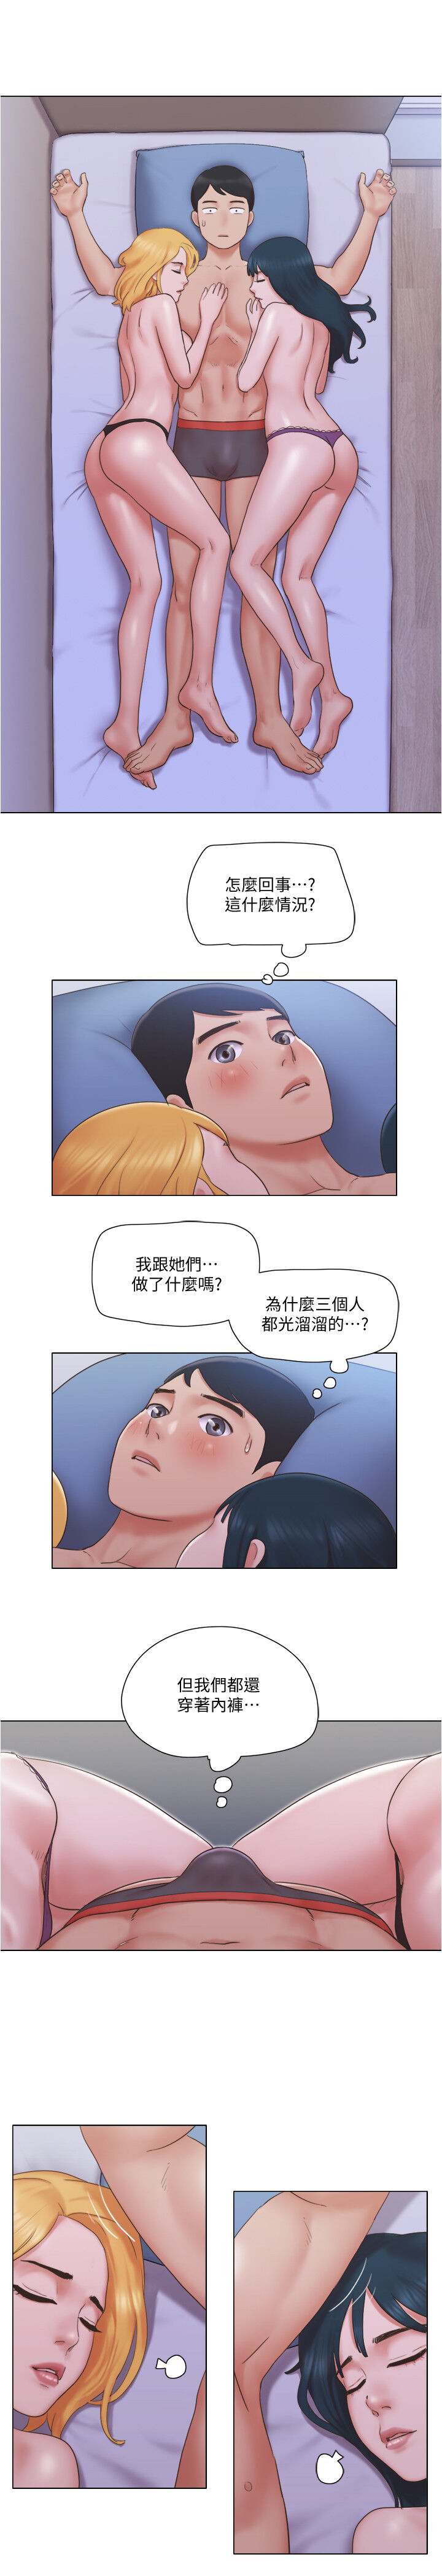 怎麼回事⋯?
這什麼情況?
我跟她們⋯
做了什麼嗎?
為什麼三個人
都光溜溜的⋯?
但我們都還
穿著內褲⋯